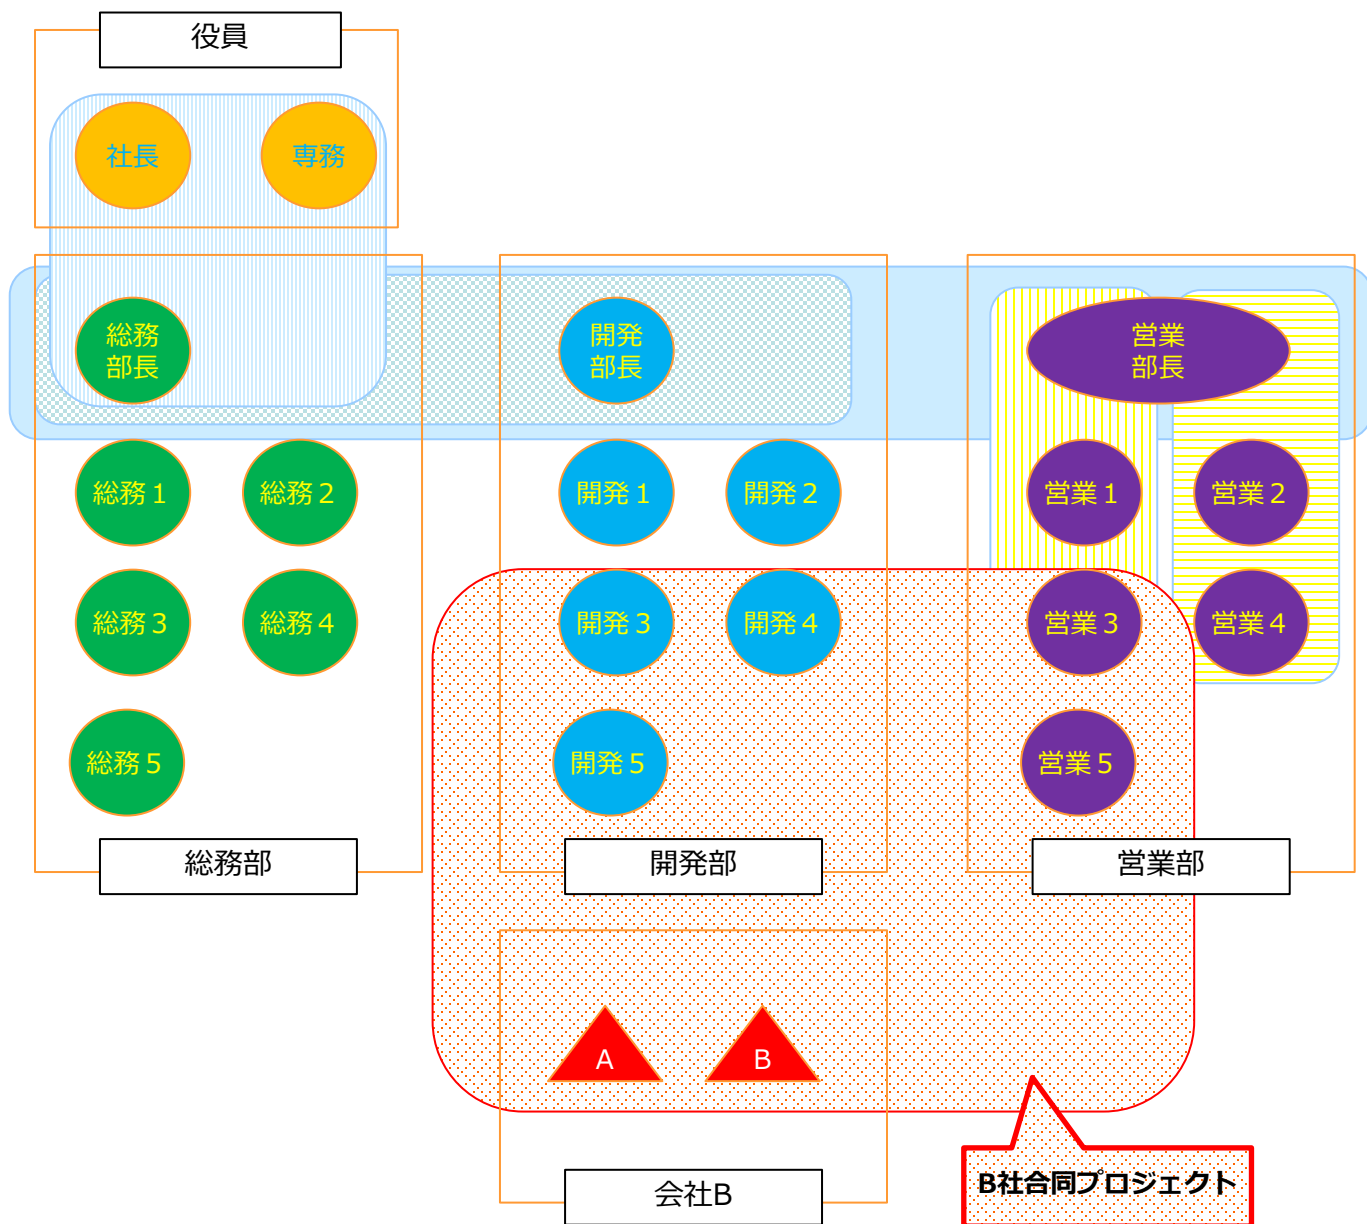 役員
社長
専務
総務
部長
開発
部長
営業
部長
総務１
総務２
開発１
開発２
営業１
営業２
総務３
総務４
開発３
開発４
営業３
営業４
総務５
開発５
営業５
総務部
開発部
営業部
A
B
会社B
B社合同プロジェクト